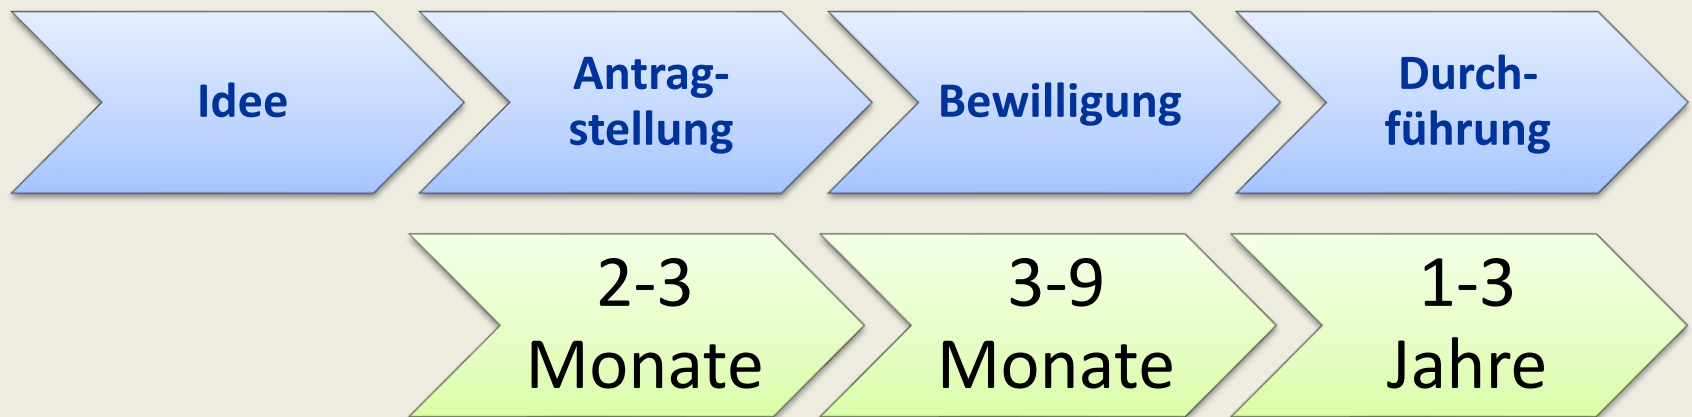 Idee
Antrag-
stellung
Bewilligung
Durch-
führung
2-3
Monate
3-9
Monate
1-3
Jahre